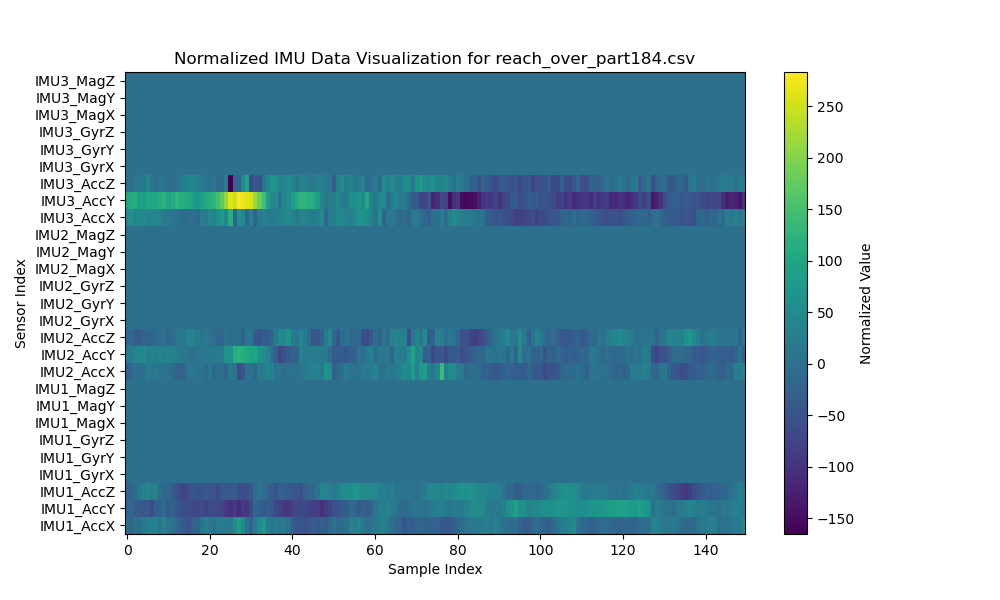 Normalized IMU Data Visualization for reach_over_part184.csv
IMU3_MagZ
IMU3_MagY
IMU3_MagX
IMU3_GyrZ
IMU3_GyrY
IMU3_GyrX
IMU3_AccZ
IMU3_AccY
IMU3_AccX
IMU2_MagZ
IMU2_MagY
IMU2_MagX
IMU2_GyrZ
IMU2_GyrY
IMU2_GyrX
IMU2_AccZ
IMU2_AccY
IMU2_AccX
IMU1_MagZ
IMU1_MagY
IMU1_MagX
IMU1_GyrZ
IMU1_GyrY
IMU1_GyrX
IMU1_AccZ
IMU1_AccY
IMU1_AccX
Sensor Index
0 20 40 60 80 100 120 140
Sample Index
250
200
150
100
50
0
−50
−100
−150
Normalized Value